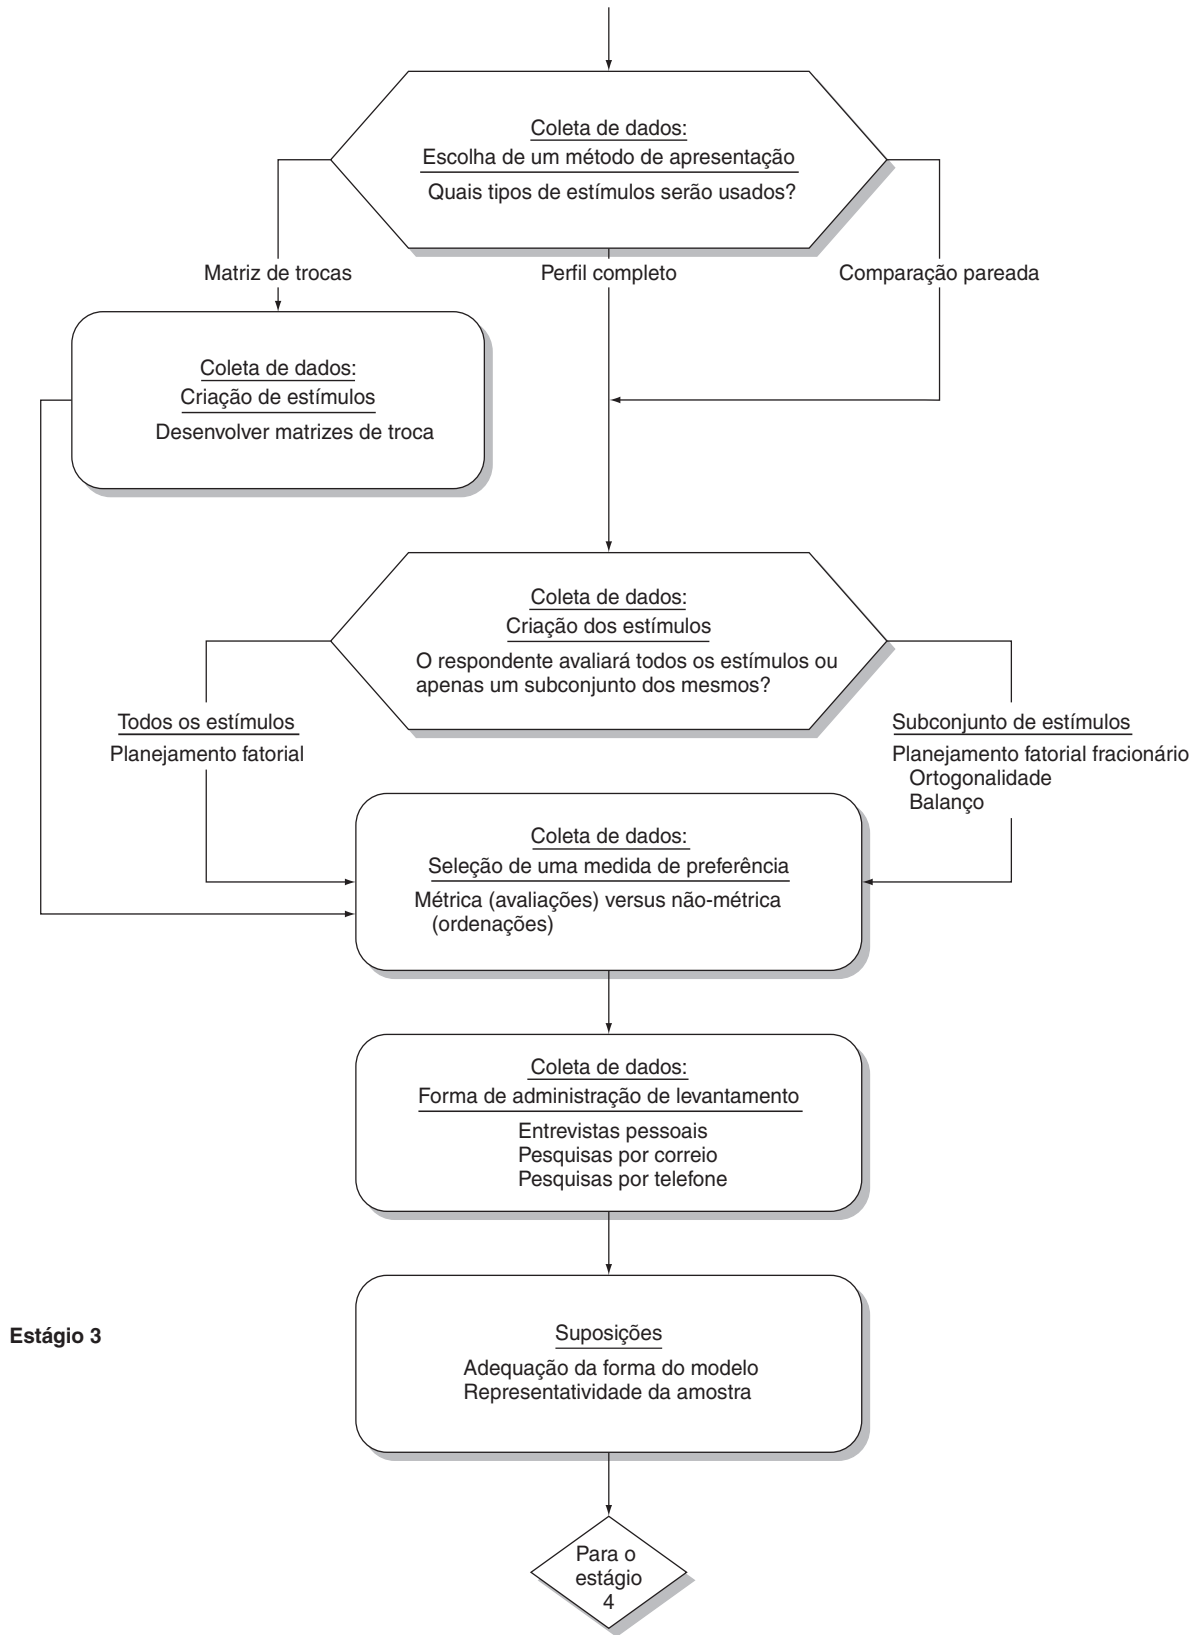 Coleta de dados:
Escolha de um método de apresentação
Quais tipos de estímulos serão usados?
Matriz de trocas
Perfil completo
Comparação pareada
Coleta de dados:
Criação de estímulos
Desenvolver matrizes de troca
Coleta de dados:
Criação dos estímulos
O respondente avaliará todos os estímulos ou
apenas um subconjunto dos mesmos?
Todos os estímulos
Planejamento fatorial
Subconjunto de estímulos
Planejamento fatorial fracionário
Ortogonalidade
Balanço
Coleta de dados:
Seleção de uma medida de preferência
Métrica (avaliações) versus não-métrica
(ordenações)
Coleta de dados:
Forma de administração de levantamento
Entrevistas pessoais
Pesquisas por correio
Pesquisas por telefone
Estágio 3
Suposições
Adequação da forma do modelo
Representatividade da amostra
Para o
estágio
4